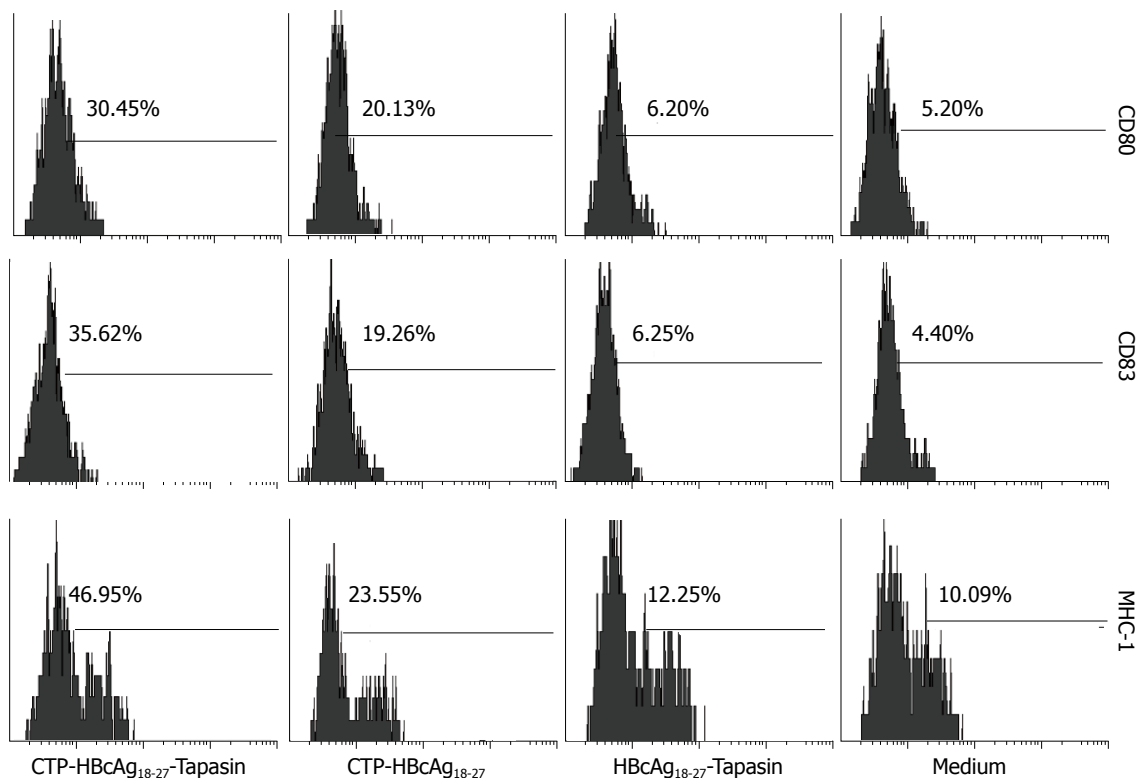 30.45% 20.13% 6.20% 5.20% CD80
35.62% 19.26% 6.25% 4.40% CD83
46.95% 23.55% 12.25% 10.09% MHC-1
CTP-HBcAg₁₈₋₂₇-Tapasin CTP-HBcAg₁₈₋₂₇ HBcAg₁₈₋₂₇-Tapasin Medium